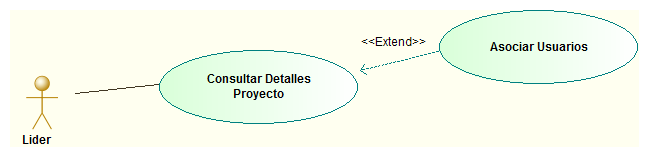 <<Extend>>
Asociar Usuarios
Consultar Detalles
Proyecto
Lider